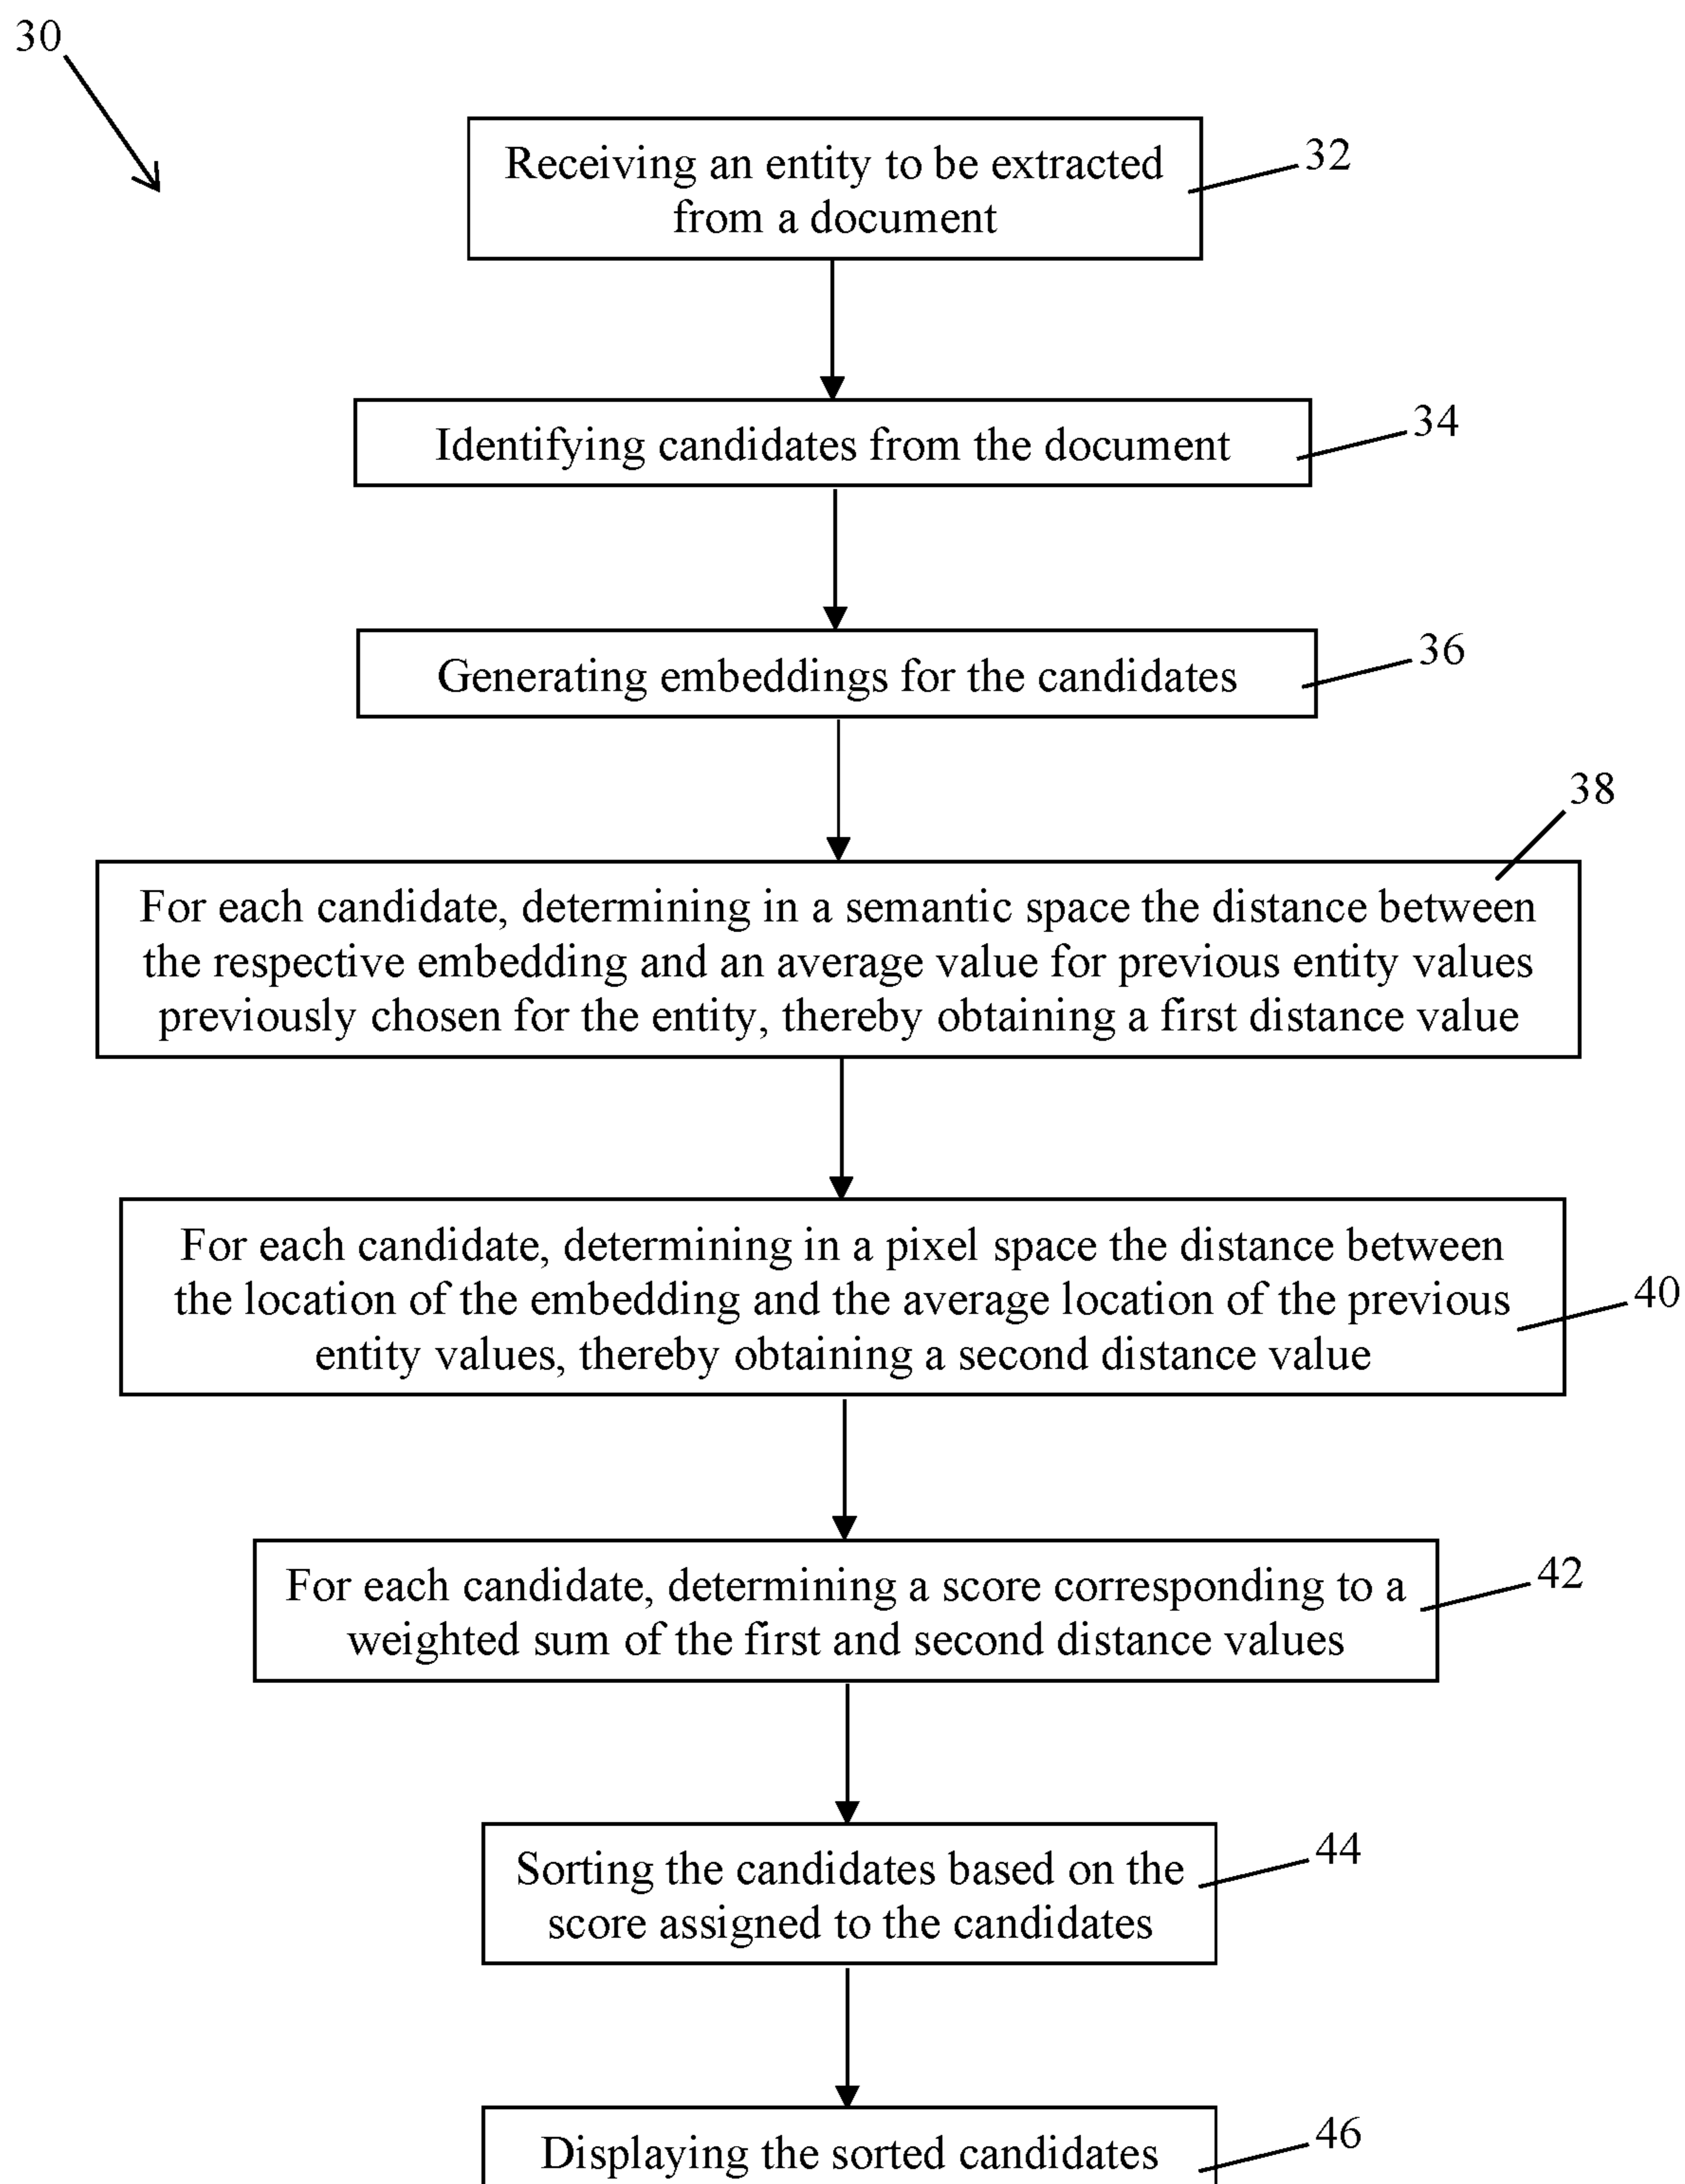 30
Receiving an entity to be extracted
from a document
32
Identifying candidates from the document
34
Generating embeddings for the candidates
36
38
For each candidate, determining in a semantic space the distance between
the respective embedding and an average value for previous entity values
previously chosen for the entity, thereby obtaining a first distance value
For each candidate, determining in a pixel space the distance between
the location of the embedding and the average location of the previous
entity values, thereby obtaining a second distance value
40
For each candidate, determining a score corresponding to a
weighted sum of the first and second distance values
42
Sorting the candidates based on the
score assigned to the candidates
44
Displaying the sorted candidates
46